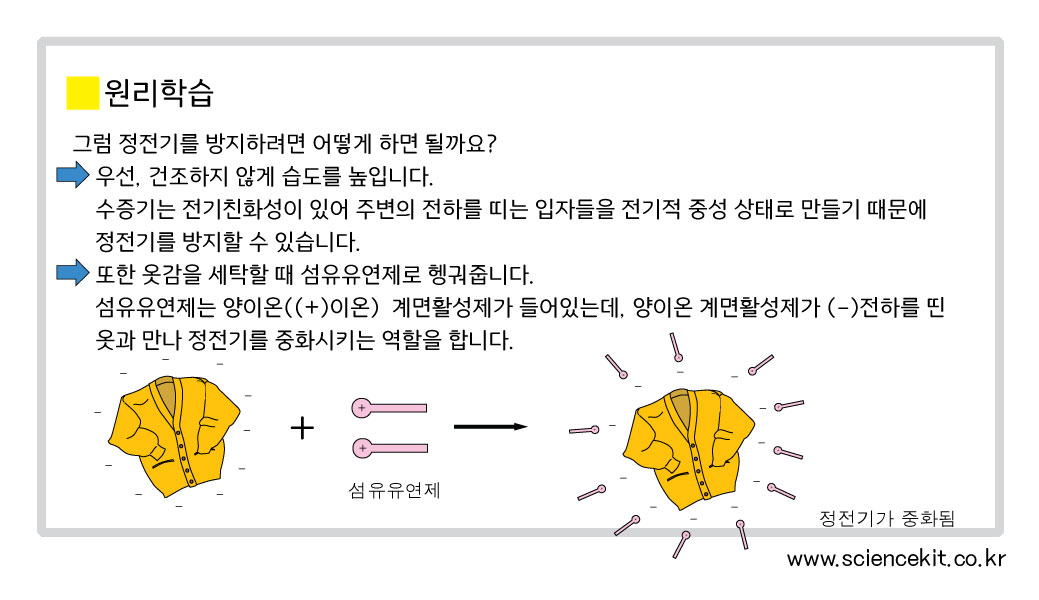 원리학습
그럼 정전기를 방지하려면 어떻게 하면 될까요?
우선, 건조하지 않게 습도를 높입니다.
수증기는 전기친화성이 있어 주변의 전하를 띠는 입자들을 전기적 중성 상태로 만들기 때문에
정전기를 방지할 수 있습니다.
또한 옷감을 세탁할 때 섬유유연제로 헹궈줍니다.
섬유유연제는 양이온((+)이온) 계면활성제가 들어있는데, 양이온 계면활성제가 (-)전하를 띤
옷과 만나 정전기를 중화시키는 역할을 합니다.
+
섬유유연제
정전기가 중화됨
www.sciencekit.co.kr